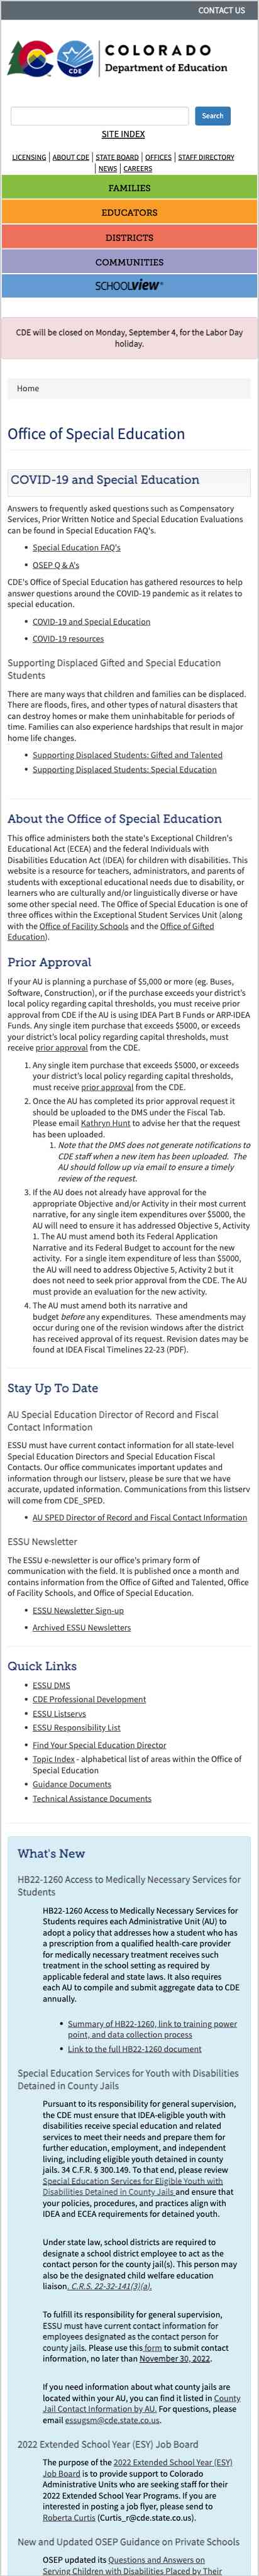 CONTACT US
COLORADO
Department of Education
CDE
Search
SITE INDEX
LICENSING | ABOUT CDE | STATE BOARD | OFFICES | STAFF DIRECTORY
| NEWS | CAREERS
FAMILIES
EDUCATORS
DISTRICTS
COMMUNITIES
SCHOOLVIEW®
CDE will be closed on Monday, September 4, for the Labor Day
holiday.
Home
Office of Special Education
COVID-19 and Special Education
Answers to frequently asked questions such as Compensatory
Services, Prior Written Notice and Special Education Evaluations
can be found in Special Education FAQ's.
• Special Education FAQ's
• OSEP Q & A's
CDE's Office of Special Education has gathered resources to help
answer questions around the COVID-19 pandemic as it relates to
special education.
• COVID-19 and Special Education
• COVID-19 resources
Supporting Displaced Gifted and Special Education
Students
There are many ways that children and families can be displaced.
There are floods, fires, and other types of natural disasters that
can destroy homes or make them uninhabitable for periods of
time. Families can also experience hardships that result in major
home life changes.
• Supporting Displaced Students: Gifted and Talented
• Supporting Displaced Students: Special Education
About the Office of Special Education
This office administers both the state's Exceptional Children's
Educational Act (ECEA) and the federal Individuals with
Disabilities Education Act (IDEA) for children with disabilities. This
website is a resource for teachers, administrators, and parents of
students with exceptional educational needs due to disability, or
learners who are culturally and/or linguistically diverse or have
some other special need. The Office of Special Education is one of
three offices within the Exceptional Student Services Unit (along
with the Office of Facility Schools and the Office of Gifted
Education).
Prior Approval
If your AU is planning a purchase of $5,000 or more (eg. Buses,
Software, Construction), or if the purchase exceeds your district's
local policy regarding capital thresholds, you must receive prior
approval from CDE if the AU is using IDEA Part B Funds or ARP-IDEA
Funds. Any single item purchase that exceeds $5000, or exceeds
your district's local policy regarding capital thresholds, must
receive prior approval from the CDE.
1. Any single item purchase that exceeds $5000, or exceeds
your district's local policy regarding capital thresholds,
must receive prior approval from the CDE.
2. Once the AU has completed its prior approval request it
should be uploaded to the DMS under the Fiscal Tab.
Please email Kathryn Hunt to advise her that the request
has been uploaded.
1. Note that the DMS does not generate notifications to
CDE staff when a new item has been uploaded. The
AU should follow up via email to ensure a timely
review of the request.
3. If the AU does not already have approval for the
appropriate Objective and/or Activity in their most current
narrative, for any single item expenditures over $5000, the
AU will need to ensure it has addressed Objective 5, Activity
1. The AU must amend both its Federal Application
Narrative and its Federal Budget to account for the new
activity. For a single item expenditure of less than $5000,
the AU will need to address Objective 5, Activity 2 but it
does not need to seek prior approval from the CDE. The AU
must provide an evaluation for the new activity.
4. The AU must amend both its narrative and
budget before any expenditures. These amendments may
occur during one of the revision windows after the district
has received approval of its request. Revision dates may be
found at IDEA Fiscal Timelines 22-23 (PDF).
Stay Up To Date
AU Special Education Director of Record and Fiscal
Contact Information
ESSU must have current contact information for all state-level
Special Education Directors and Special Education Fiscal
Contacts. Our office communicates important updates and
information through our listserv, please be sure that we have
accurate, updated information. Communications from this listserv
will come from CDE_SPED.
• AU SPED Director of Record and Fiscal Contact Information
ESSU Newsletter
The ESSU e-newsletter is our office's primary form of
communication with the field. It is published once a month and
contains information from the Office of Gifted and Talented, Office
of Facility Schools, and Office of Special Education.
• ESSU Newsletter Sign-up
• Archived ESSU Newsletters
Quick Links
• ESSU DMS
• CDE Professional Development
• ESSU Listservs
• ESSU Responsibility List
• Find Your Special Education Director
• Topic Index - alphabetical list of areas within the Office of
Special Education
• Guidance Documents
• Technical Assistance Documents
What's New
HB22-1260 Access to Medically Necessary Services for
Students
HB22-1260 Access to Medically Necessary Services for
Students requires each Administrative Unit (AU) to
adopt a policy that addresses how a student who has
a prescription from a qualified health-care provider
for medically necessary treatment receives such
treatment in the school setting as required by
applicable federal and state laws. It also requires
each AU to compile and submit aggregate data to CDE
annually.
• Summary of HB22-1260, link to training power
point, and data collection process
• Link to the full HB22-1260 document
Special Education Services for Youth with Disabilities
Detained in County Jails
Pursuant to its responsibility for general supervision,
the CDE must ensure that IDEA-eligible youth with
disabilities receive special education and related
services to meet their needs and prepare them for
further education, employment, and independent
living, including eligible youth detained in county
jails. 34 C.F.R. § 300.149. To that end, please review
Special Education Services for Eligible Youth with
Disabilities Detained in County Jails and ensure that
your policies, procedures, and practices align with
IDEA and ECEA requirements for detained youth.
Under state law, school districts are required to
designate a school district employee to act as the
contact person for the county jail(s). This person may
also be the designated child welfare education
liaison. C.R.S. 22-32-141(3)(a).
To fulfill its responsibility for general supervision,
ESSU must have current contact information for
employees designated as the contact person for
county jails. Please use this form to submit contact
information, no later than November 30, 2022.
If you need information about what county jails are
located within your AU, you can find it listed in County
Jail Contact Information by AU. For questions, please
email essugsm@cde.state.co.us.
2022 Extended School Year (ESY) Job Board
The purpose of the 2022 Extended School Year (ESY)
Job Board is to provide support to Colorado
Administrative Units who are seeking staff for their
2022 Extended School Year Programs. If you are
interested in posting a job flyer, please send to
Roberta Curtis (Curtis_r@cde.state.co.us).
New and Updated OSEP Guidance on Private Schools
OSEP updated its Questions and Answers on
Serving Children with Disabilities Placed by Their